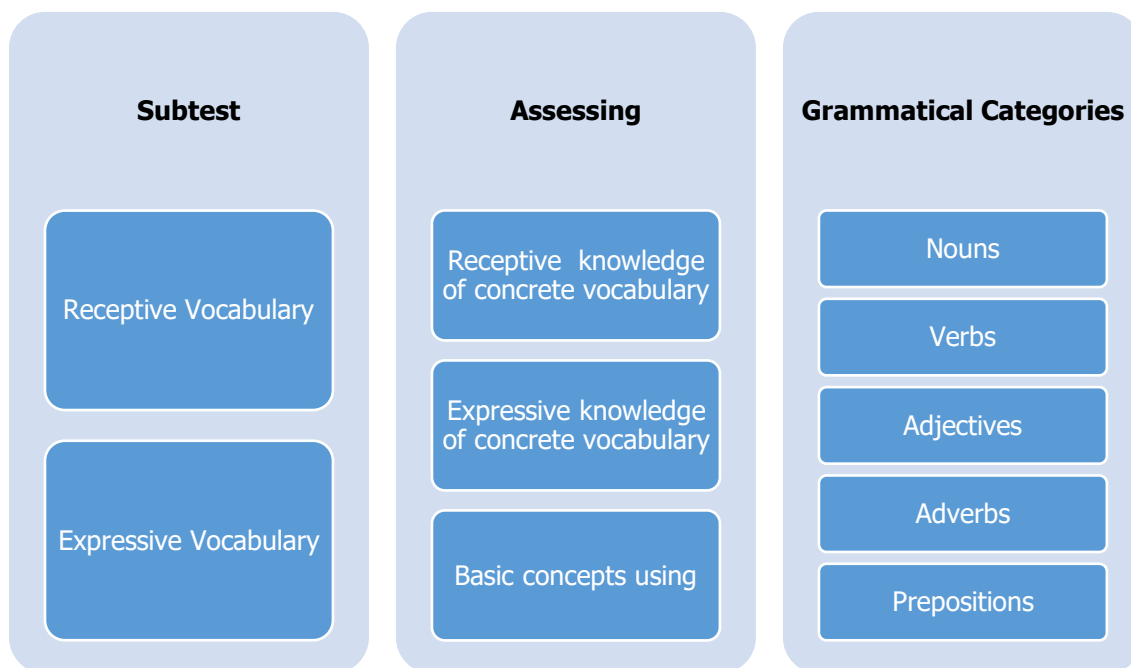 Subtest
Receptive Vocabulary
Expressive Vocabulary
Assessing
Receptive knowledge
of concrete vocabulary
Expressive knowledge
of concrete vocabulary
Basic concepts using
Grammatical Categories
Nouns
Verbs
Adjectives
Adverbs
Prepositions